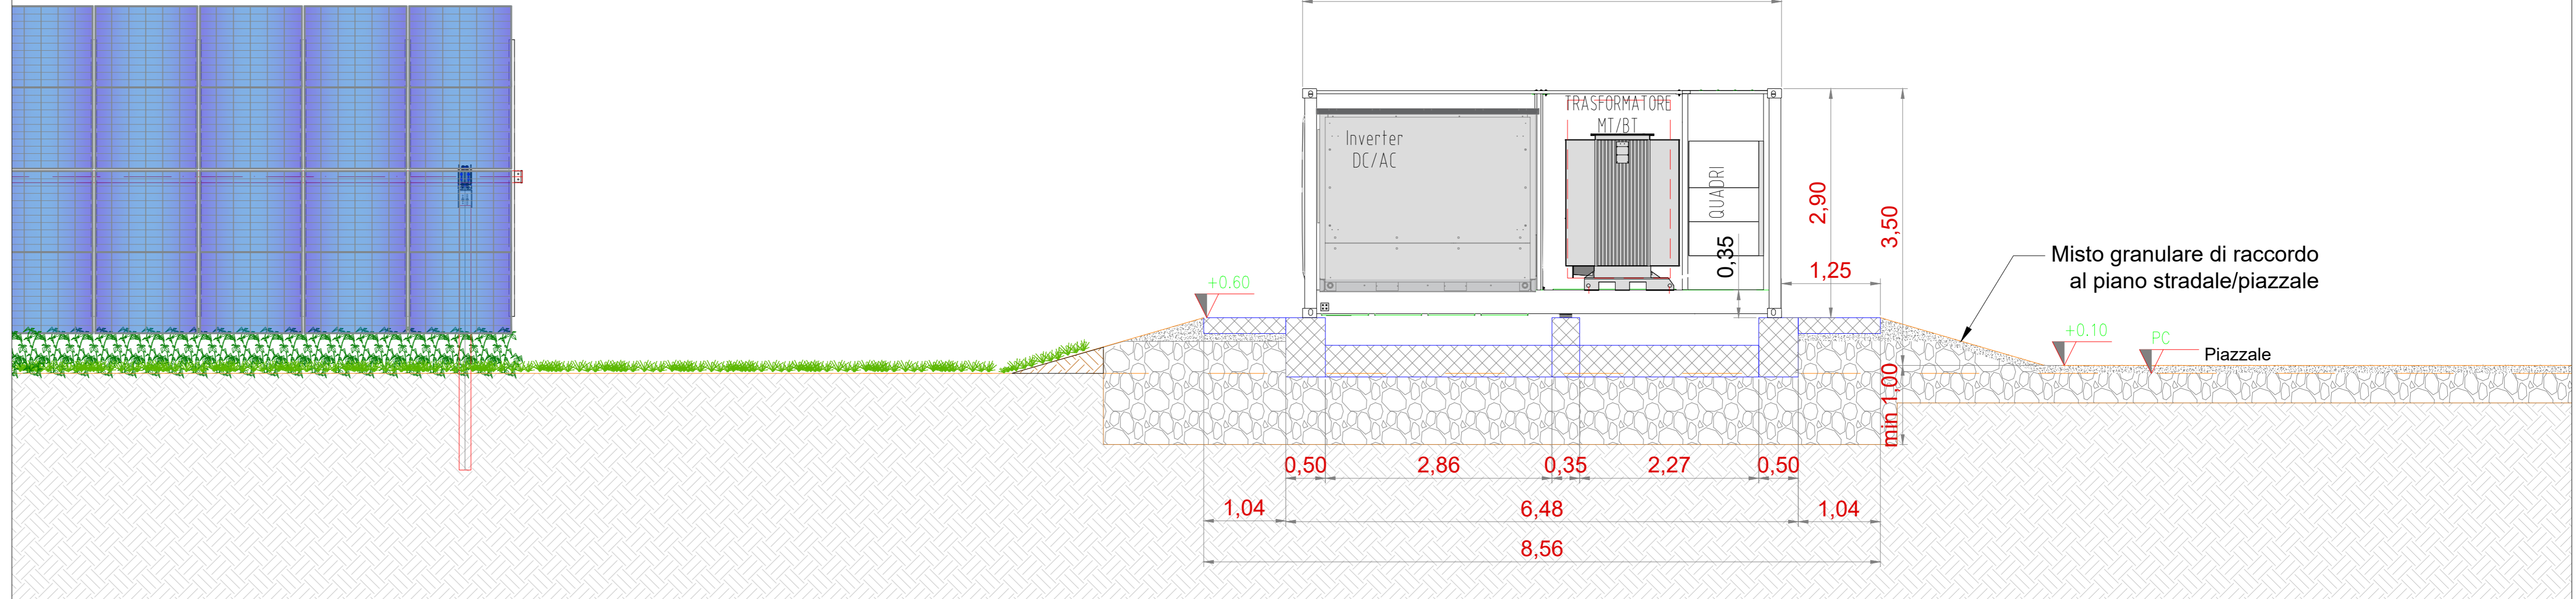 TRASFORMATORE
MT/BT
Inverter
DC/AC
QUADRI
0,35
2,90
3,50
1,25
Misto granulare di raccordo
al piano stradale/piazzale
+0.60
+0.10
PC
Piazzale
min 1,00
0,50
2,86
0,35
2,27
0,50
1,04
6,48
1,04
8,56